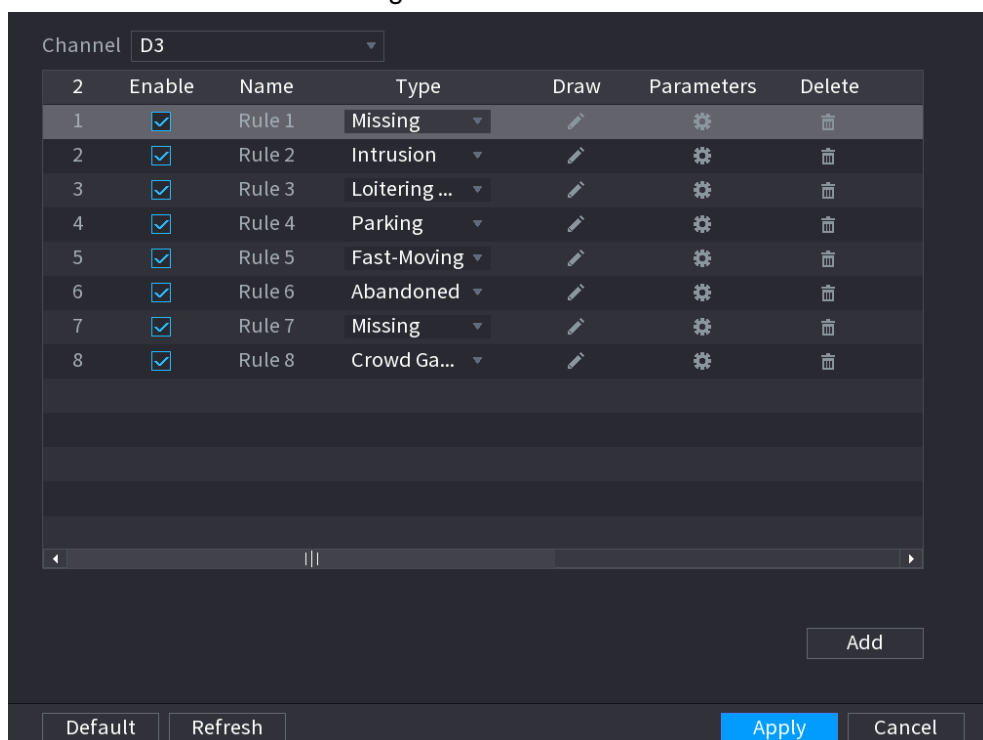 Channel D3
2 Enable Name Type Draw Parameters Delete
1 Rule 1 Missing
2 Rule 2 Intrusion
3 Rule 3 Loitering ...
4 Rule 4 Parking
5 Rule 5 Fast-Moving
6 Rule 6 Abandoned
7 Rule 7 Missing
8 Rule 8 Crowd Ga...
Add
Default Refresh Apply Cancel